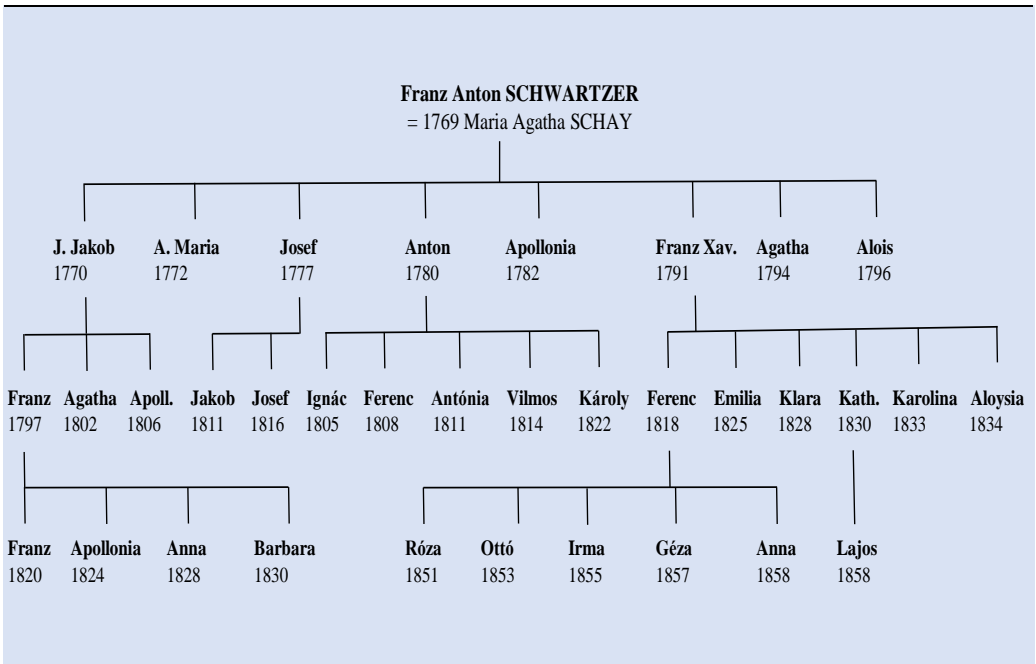 Franz Anton SCHWARTZER
= 1769 Maria Agatha SCHAY
J. Jakob A. Maria Josef Anton Apollonia Franz Xav. Agatha Alois
1770 1772 1777 1780 1782 1791 1794 1796
Franz Agatha Apoll. Jakob Josef Ignác Ferenc Antónia Vilmos Károly Ferenc Emilia Klara Kath. Karolina Aloysia
1797 1802 1806 1811 1816 1805 1808 1811 1814 1822 1818 1825 1828 1830 1833 1834
Franz Apollonia Anna Barbara Róza Ottó Irma Géza Anna Lajos
1820 1824 1828 1830 1851 1853 1855 1857 1858 1858